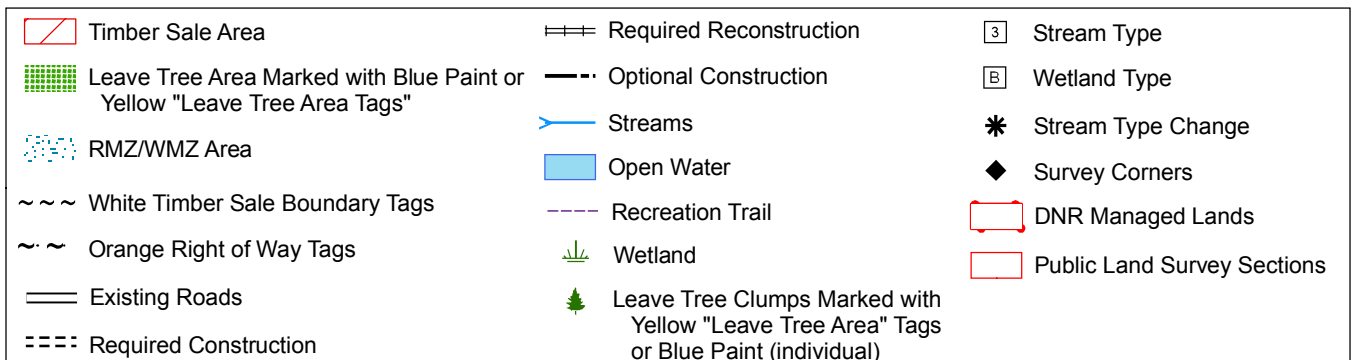 Timber Sale Area
Leave Tree Area Marked with Blue Paint or
Yellow "Leave Tree Area Tags"
RMZ/WMZ Area
White Timber Sale Boundary Tags
Orange Right of Way Tags
Existing Roads
Required Construction
Required Reconstruction
Optional Construction
Streams
Open Water
Recreation Trail
Wetland
Leave Tree Clumps Marked with
Yellow "Leave Tree Area" Tags
or Blue Paint (individual)
3 Stream Type
B Wetland Type
Stream Type Change
Survey Corners
DNR Managed Lands
Public Land Survey Sections